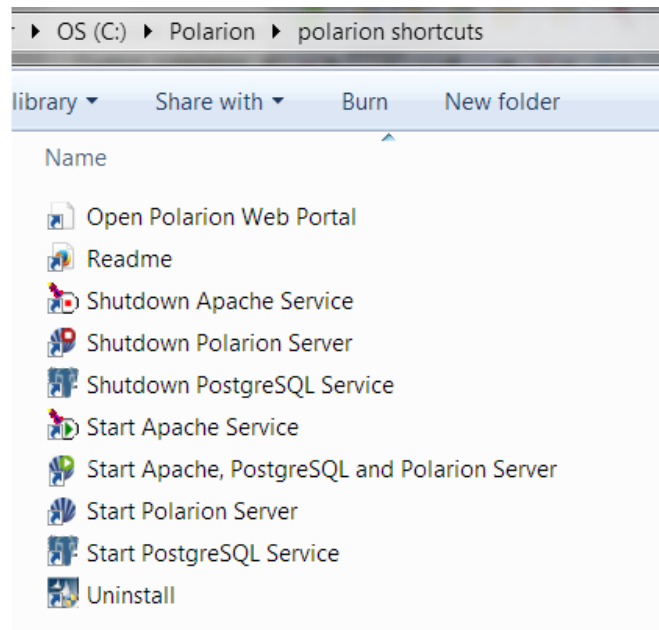 OS (C:) Polarion polarion shortcuts
library Share with Burn New folder
Name
Open Polarion Web Portal
Readme
Shutdown Apache Service
Shutdown Polarion Server
Shutdown PostgreSQL Service
Start Apache Service
Start Apache, PostgreSQL and Polarion Server
Start Polarion Server
Start PostgreSQL Service
Uninstall